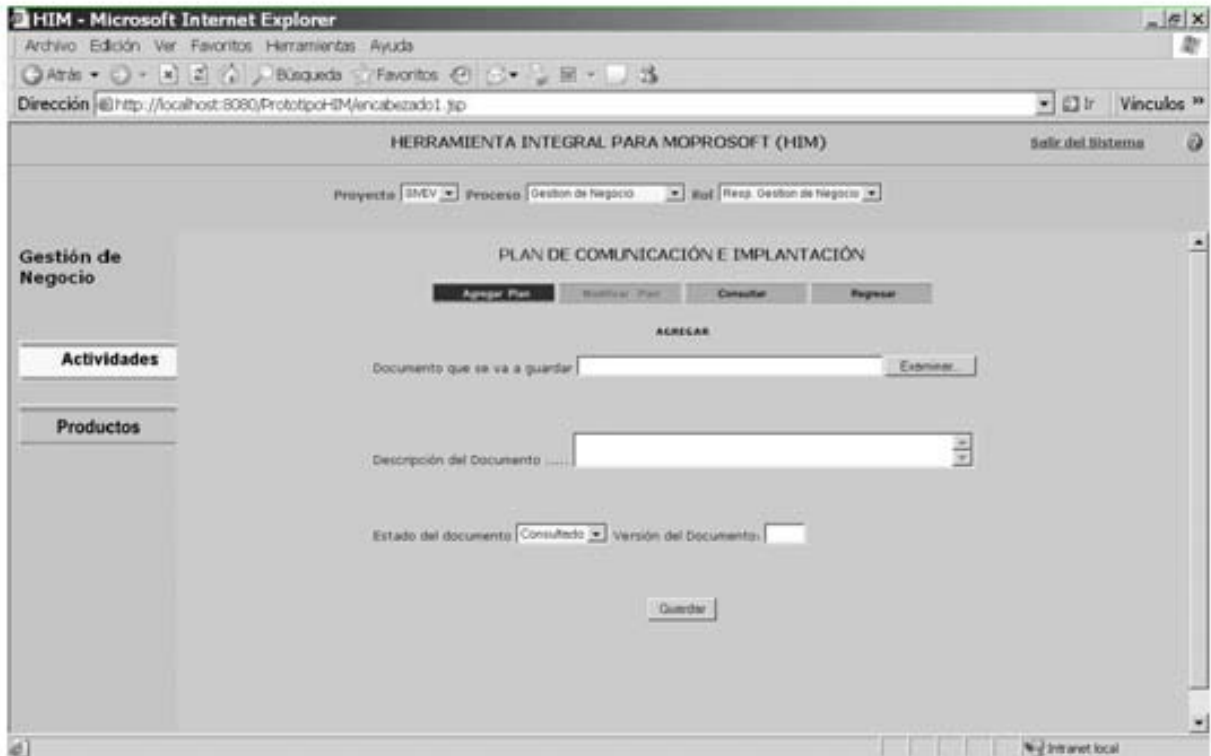 HIM - Microsoft Internet Explorer
Archivo Edición Ver Favoritos Herramientas Ayuda
Atrás Búsqueda Favoritos
Dirección http://localhost:8080/PrototipoHIM/encabezado1.jsp Ir Vínculos »
HERRAMIENTA INTEGRAL PARA MOPROSOFT (HIM) Salir del Sistema
Proyecto Proceso Gestion de Negocio Rol Resp. Gestion de Negocio
Gestión de
Negocio
PLAN DE COMUNICACIÓN E IMPLANTACIÓN
Agregar Plan Modificar Plan Consultar Regresar
AGREGAR
Actividades
Documento que se va a guardar Examinar...
Productos
Descripción del Documento ......
Estado del documento Consultado Versión del Documento:
Guardar
Intranet local